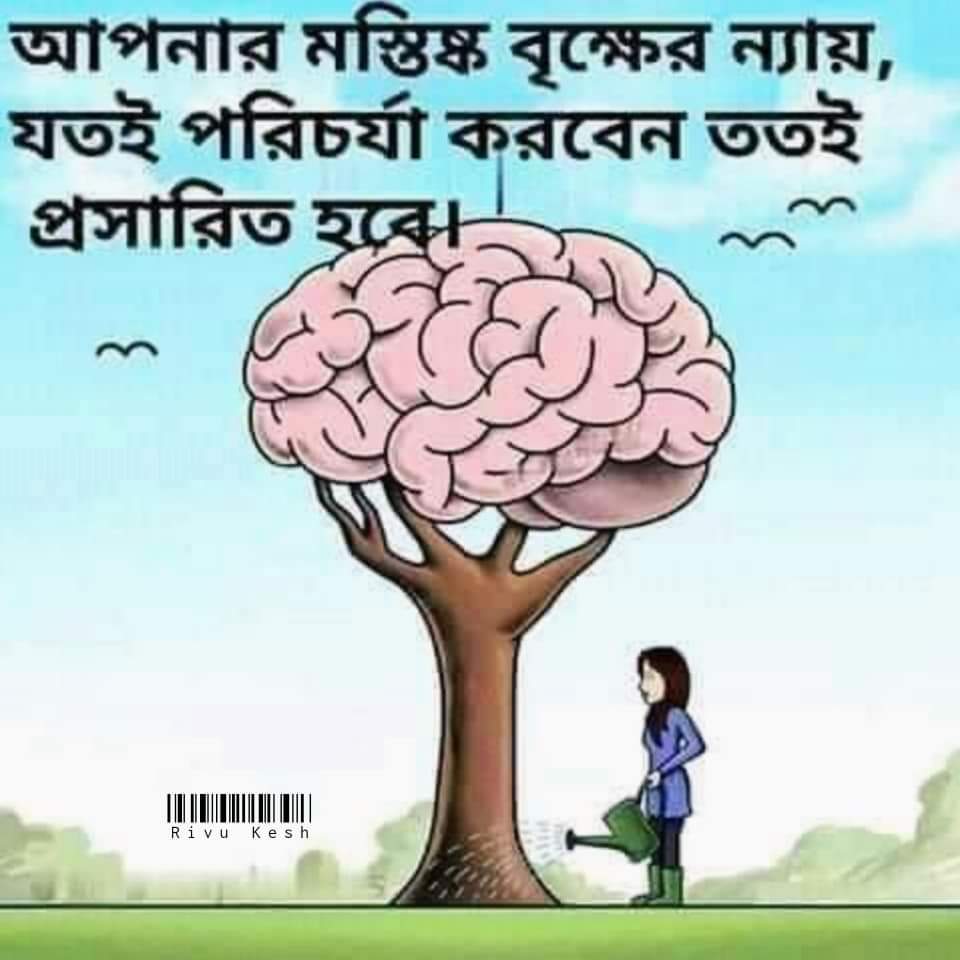 আপনার মস্তিষ্ক বৃক্ষের ন্যায়,
যতই পরিচর্যা করবেন ততই
প্রসারিত হবে।
Rivu Kesh